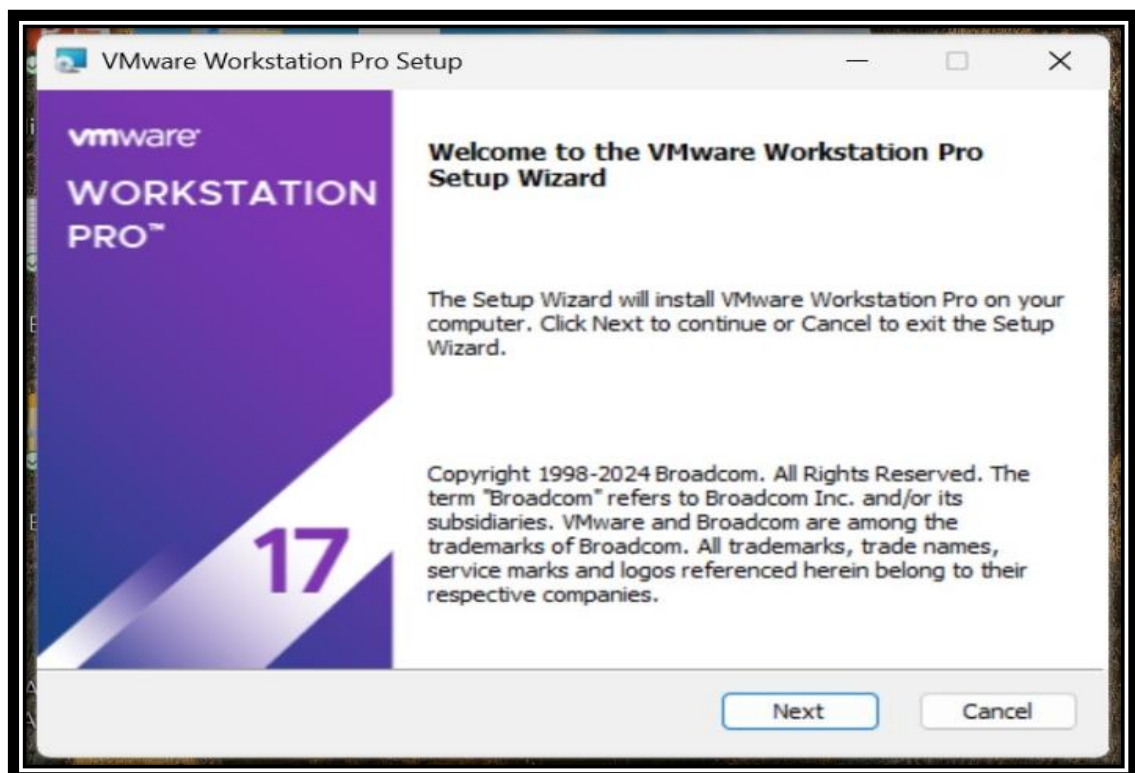 VMware Workstation Pro Setup
vmware
WORKSTATION
PRO™
17
Welcome to the VMware Workstation Pro
Setup Wizard
The Setup Wizard will install VMware Workstation Pro on your
computer. Click Next to continue or Cancel to exit the Setup
Wizard.
Copyright 1998-2024 Broadcom. All Rights Reserved. The
term "Broadcom" refers to Broadcom Inc. and/or its
subsidiaries. VMware and Broadcom are among the
trademarks of Broadcom. All trademarks, trade names,
service marks and logos referenced herein belong to their
respective companies.
Next Cancel